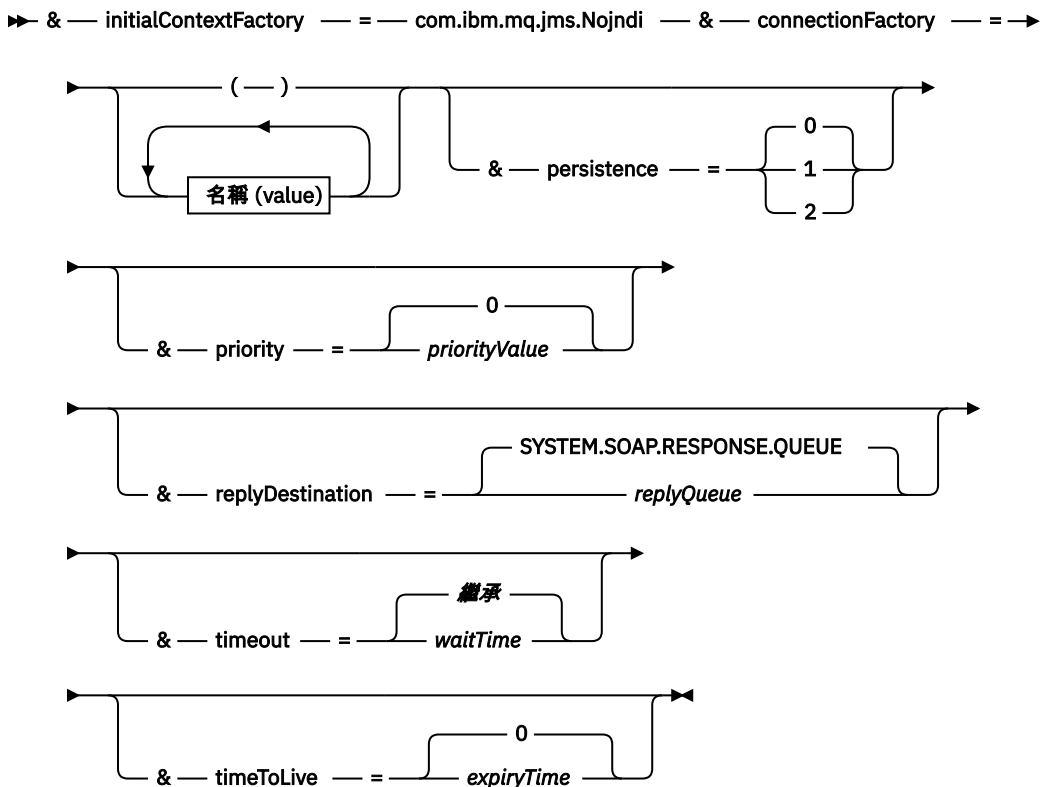 & initialContextFactory = com.ibm.mq.jms.Nojndi & connectionFactory =
( )
名稱 (value)
0
& persistence = 1
2
0
& priority = priorityValue
SYSTEM.SOAP.RESPONSE.QUEUE
& replyDestination = replyQueue
繼承
& timeout = waitTime
0
& timeToLive = expiryTime